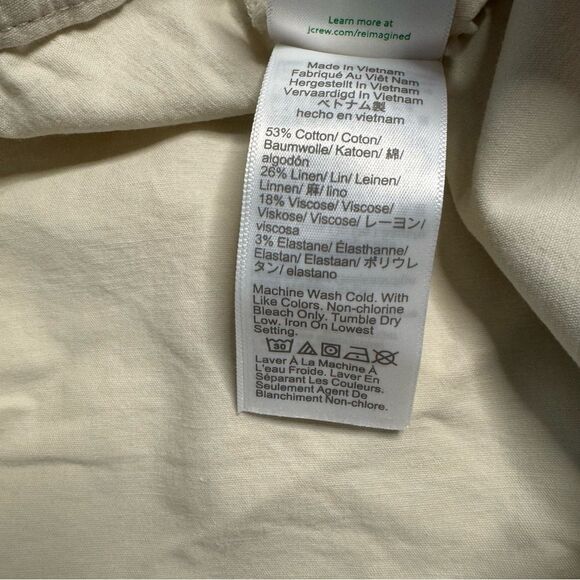 Learn more at
jcrew.com/reimagined
Made In Vietnam
Fabriqué Au Viêt Nam
Hergestellt In Vietnam
Vervaardigd In Vietnam
ベトナム製
hecho en vietnam
53% Cotton/ Coton/
Baumwolle/ Katoen/ 綿/
algodón
26% Linen/ Lin/ Leinen/
Linnen/ 麻/ lino
18% Viscose/ Viscose/
Viskose/ Viscose/ レーヨン/
viscosa
3% Elastane/ Élasthanne/
Elastan/ Elastaan/ ポリウレ
タン/ elastano
Machine Wash Cold. With
Like Colors. Non-chlorine
Bleach Only. Tumble Dry
Low. Iron On Lowest
Setting.
30
Laver À La Machine À
L'eau Froide. Laver En
Séparant Les Couleurs.
Seulement Agent De
Blanchiment Non-chlore.